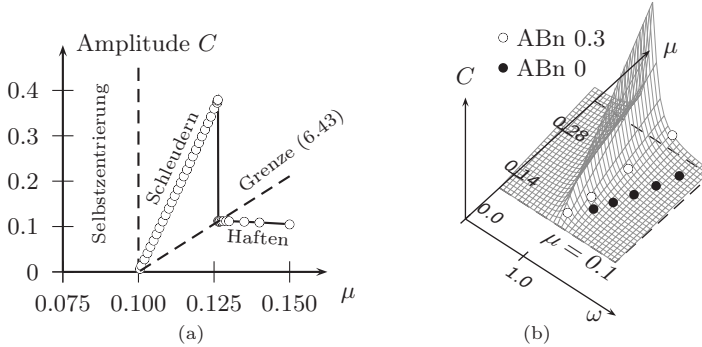 Amplitude C
0.4
0.3
0.2
0.1
0
0.075
0.100
0.125
0.150
μ
Selbstzentrierung
Schleudern
Grenze (6.43)
Haften
(a)
ABn 0.3
ABn 0
C
μ
0.28
0.14
0.0
μ = 0.1
1.0
ω
(b)